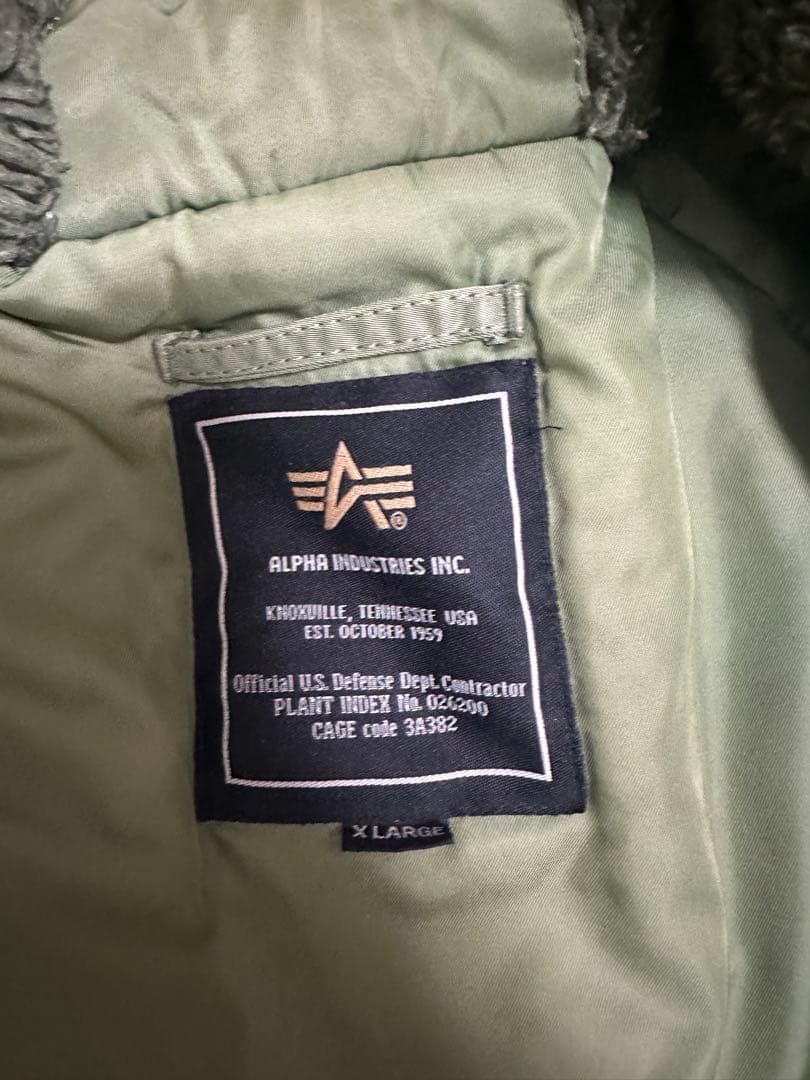 ALPHA INDUSTRIES INC.
KNOXVILLE, TENNESSEE USA
EST. OCTOBER 1959
Official U.S. Defense Dept. Contractor
PLANT INDEX No. 026200
CAGE code 3A382
X LARGE